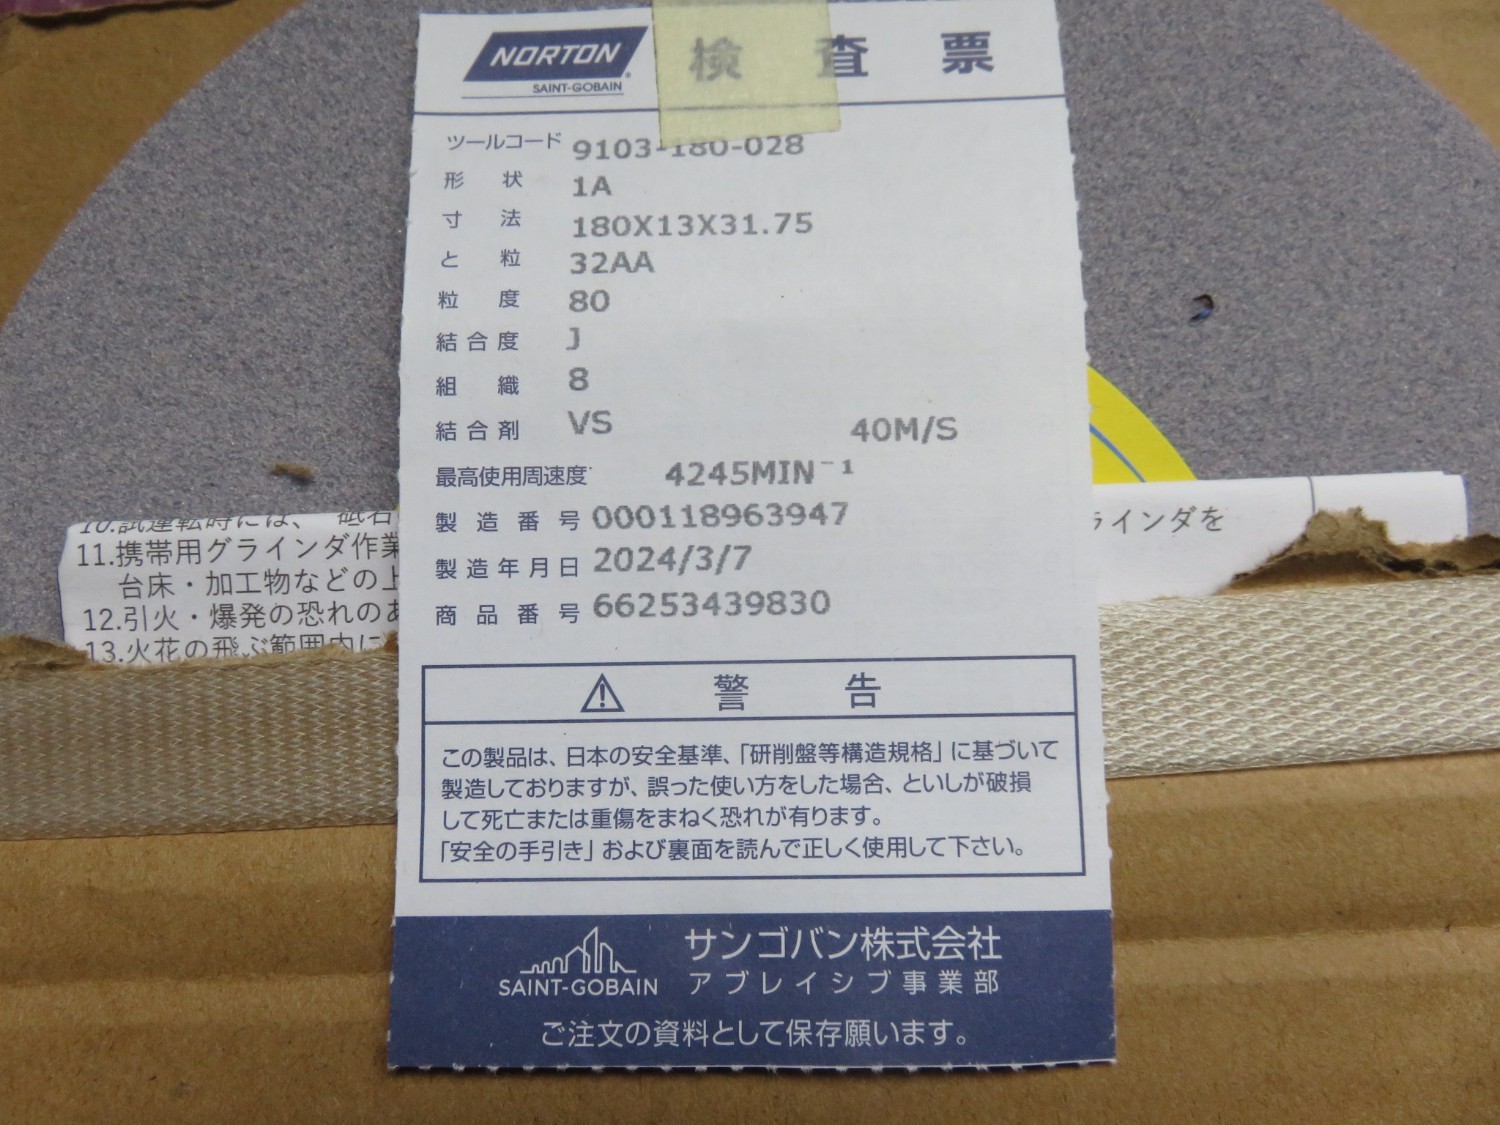 NORTON
SAINT-GOBAIN
検査票
ツールコード 9103-180-028
形状 1A
寸法 180X13X31.75
と粒 32AA
粒度 80
結合度 J
組織 8
結合剤 VS 40M/S
最高使用周速度 4245MIN⁻¹
製造番号 000118963947
製造年月日 2024/3/7
商品番号 66253439830
警告
この製品は、日本の安全基準、「研削盤等構造規格」に基づいて
製造しておりますが、誤った使い方をした場合、といしが破損
して死亡または重傷をまねく恐れが有ります。
「安全の手引き」および裏面を読んで正しく使用して下さい。
SAINT-GOBAIN
サンゴバン株式会社
アブレイシブ事業部
ご注文の資料として保存願います。
10.試運転時には、砥石
11.携帯用グラインダ作業
台床・加工物などの上
12.引火・爆発の恐れのあ
13.火花の飛ぶ範囲内に
ラインダを